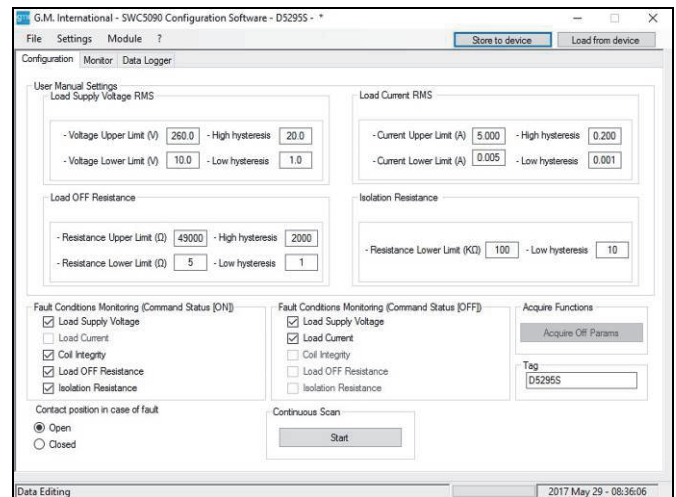 G.M. International - SWC5090 Configuration Software - D5295S - *
File Settings Module ?
Store to device Load from device
Configuration Monitor Data Logger
User Manual Settings
Load Supply Voltage RMS
- Voltage Upper Limit (V) 260.0 - High hysteresis 20.0
- Voltage Lower Limit (V) 10.0 - Low hysteresis 1.0
Load Current RMS
- Current Upper Limit (A) 5.000 - High hysteresis 0.200
- Current Lower Limit (A) 0.005 - Low hysteresis 0.001
Load OFF Resistance
- Resistance Upper Limit (Ω) 49000 - High hysteresis 2000
- Resistance Lower Limit (Ω) 5 - Low hysteresis 1
Isolation Resistance
- Resistance Lower Limit (KΩ) 100 - Low hysteresis 10
Fault Conditions Monitoring (Command Status [ON])
Load Supply Voltage
Load Current
Coil Integrity
Load OFF Resistance
Isolation Resistance
Fault Conditions Monitoring (Command Status [OFF])
Load Supply Voltage
Load Current
Coil Integrity
Load OFF Resistance
Isolation Resistance
Acquire Functions
Acquire Off Params
Tag
D5295S
Contact position in case of fault
Open
Closed
Continuous Scan
Start
Data Editing
2017 May 29 - 08:36:06